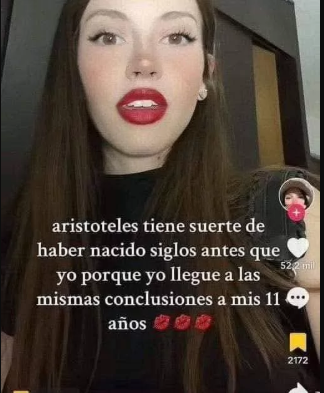 aristoteles tiene suerte de
haber nacido siglos antes que
yo porque yo llegue a las
mismas conclusiones a mis 11
años 💋💋💋
52,2 mil
2172